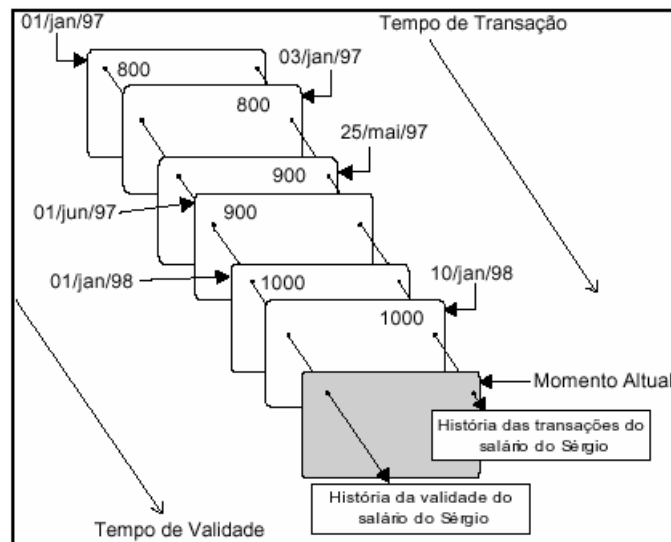 01/jan/97
Tempo de Transação
800
03/jan/97
800
25/mai/97
900
01/jun/97
900
01/jan/98
1000
10/jan/98
1000
Momento Altual
História das transações do
salário do Sérgio
História da validade do
salário do Sérgio
Tempo de Validade